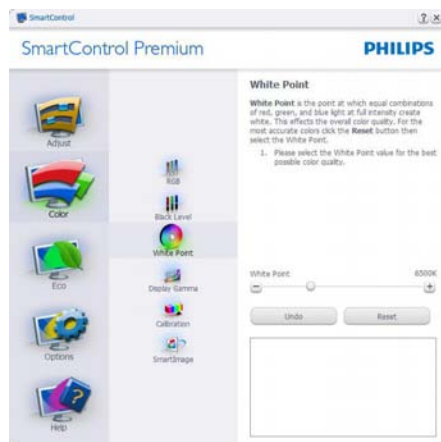 SmartControl
SmartControl Premium
PHILIPS
Adjust
Color
Eco
Options
Help
RGB
Black Level
White Point
Display Gamma
Calibration
SmartImage
White Point
White Point is the point at which equal combinations
of red, green, and blue light at full intensity create
white. This effects the overall color quality. For the
most accurate colors click the Reset button then
select the White Point.
1. Please select the White Point value for the best
possible color quality.
White Point 6500K
Undo Reset